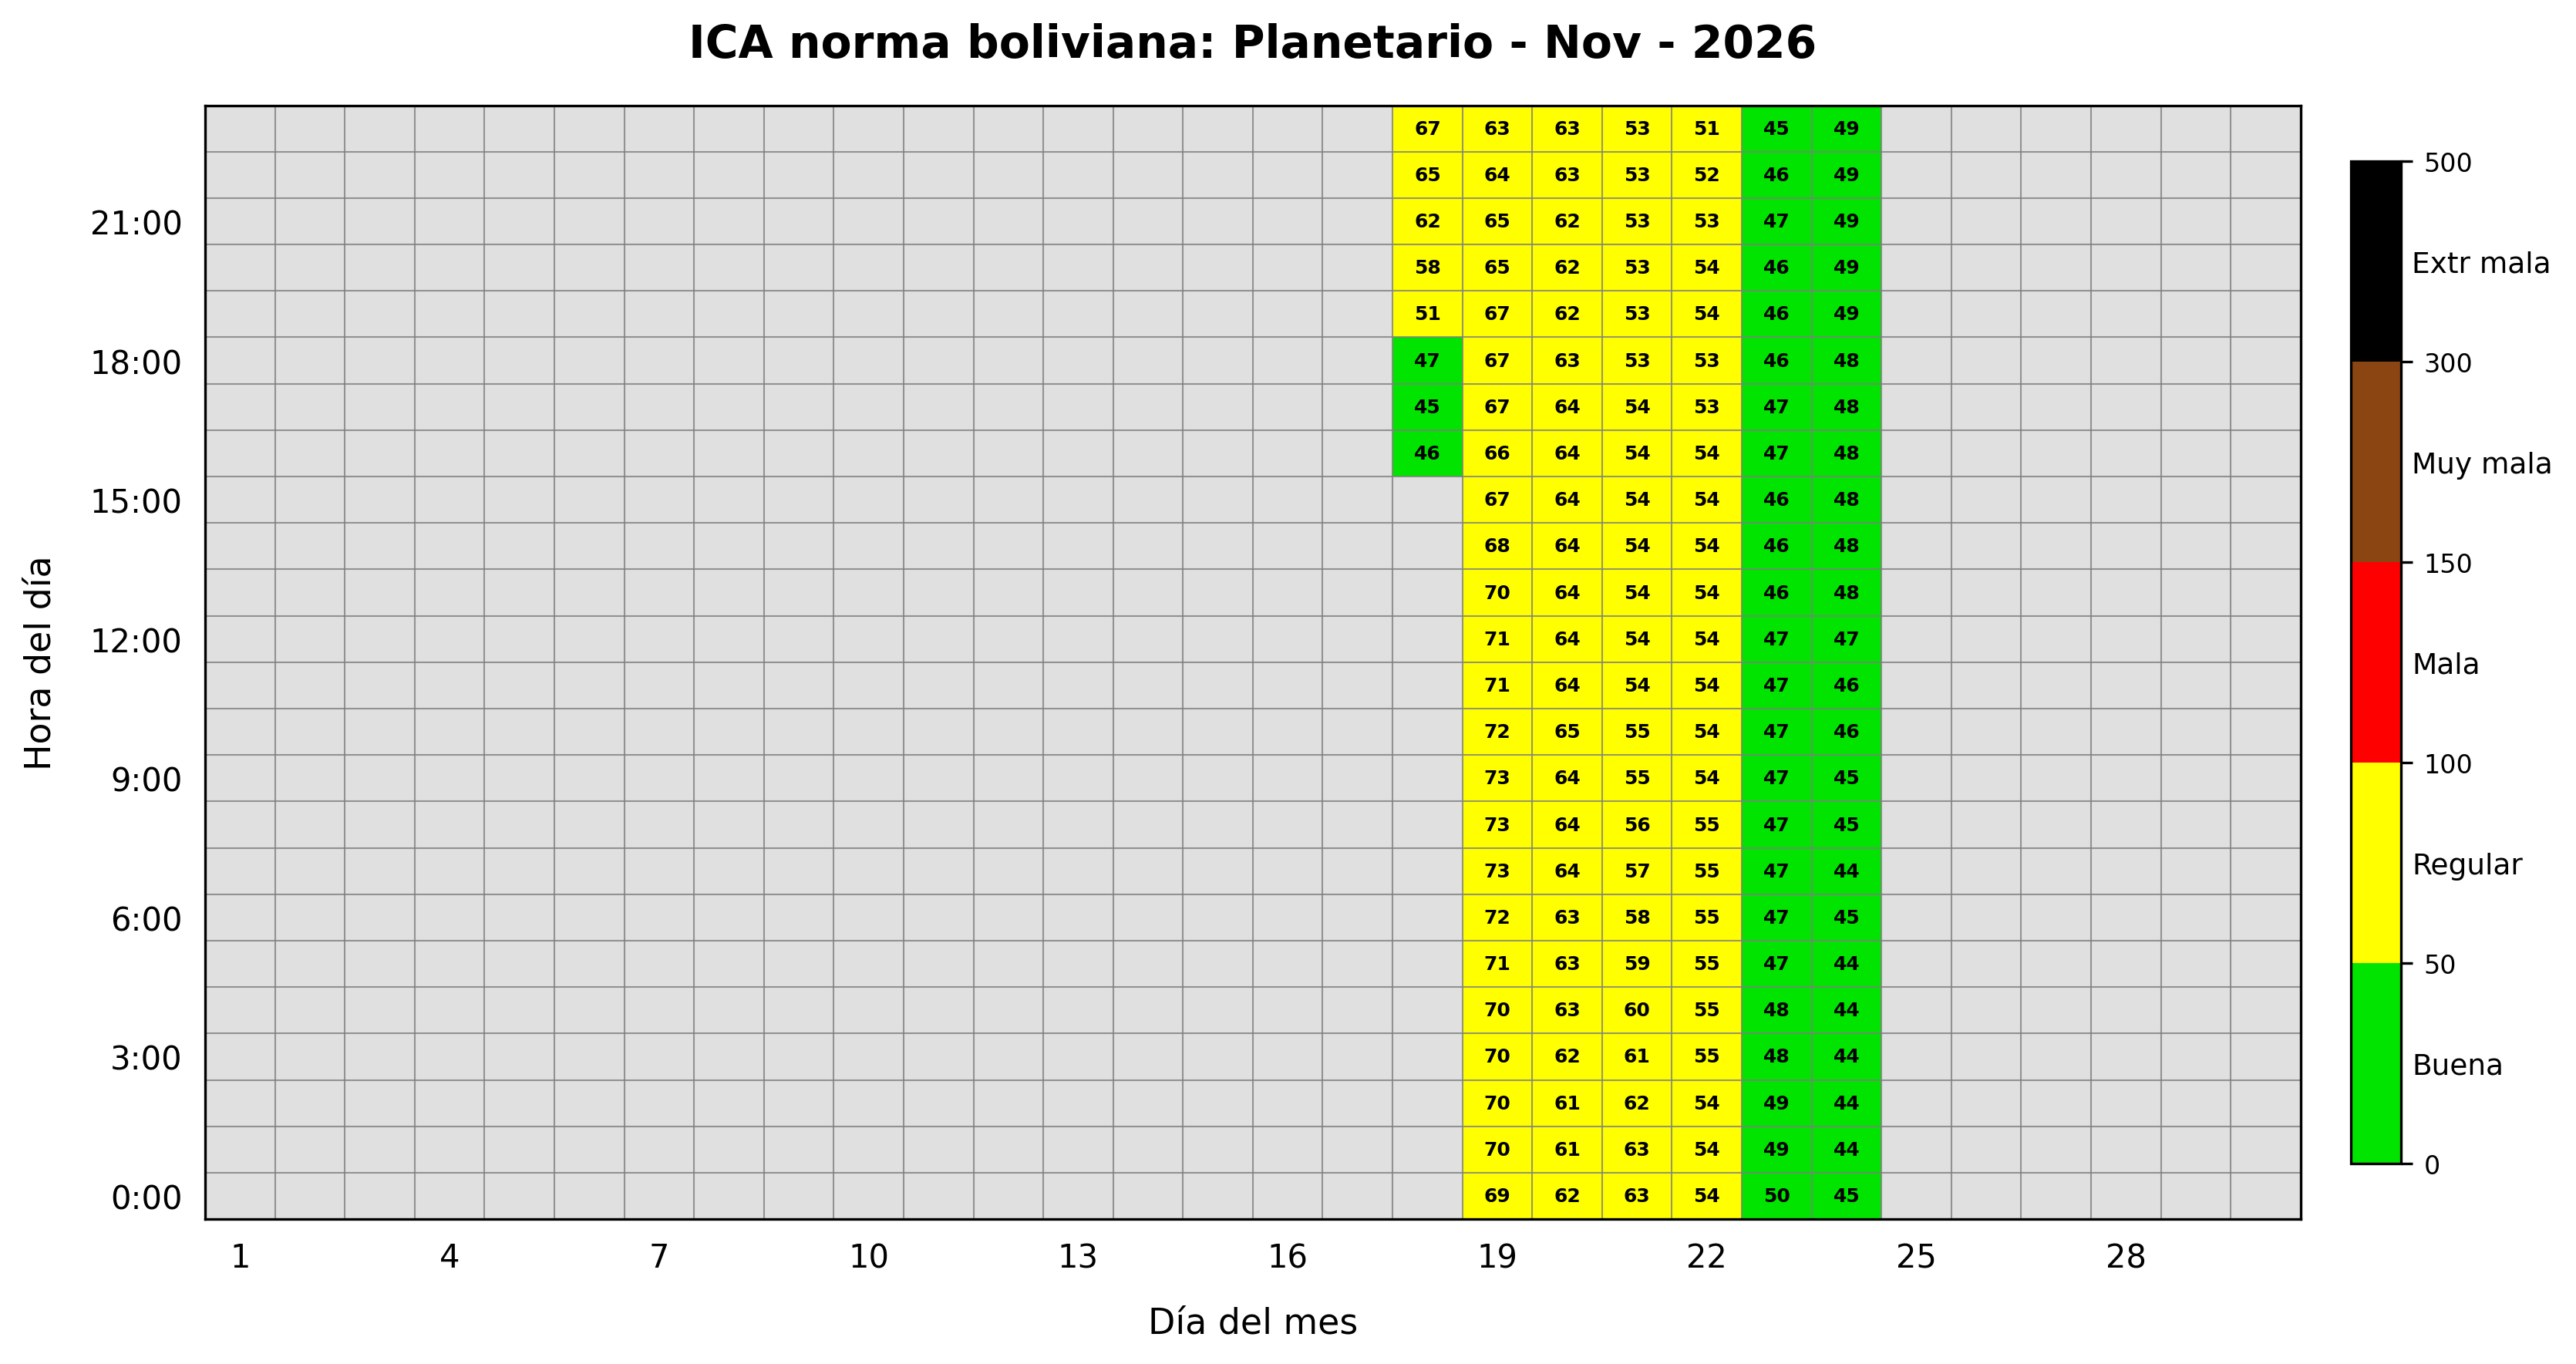 ICA norma boliviana: Planetario - Nov - 2026
67 63 63 53 51 45 49
65 64 63 53 52 46 49
21:00 62 65 62 53 53 47 49
58 65 62 53 54 46 49
51 67 62 53 54 46 49
18:00 47 67 63 53 53 46 48
45 67 64 54 53 47 48
46 66 64 54 54 47 48
15:00 67 64 54 54 46 48
68 64 54 54 46 48
70 64 54 54 46 48
12:00 71 64 54 54 47 47
71 64 54 54 47 46
72 65 55 54 47 46
9:00 73 64 55 54 47 45
73 64 56 55 47 45
73 64 57 55 47 44
6:00 72 63 58 55 47 45
71 63 59 55 47 44
70 63 60 55 48 44
3:00 70 62 61 55 48 44
70 61 62 54 49 44
70 61 63 54 49 44
0:00 69 62 63 54 50 45
1 4 7 10 13 16 19 22 25 28
Día del mes
Hora del día
500
Extr mala
300
Muy mala
150
Mala
100
Regular
50
Buena
0